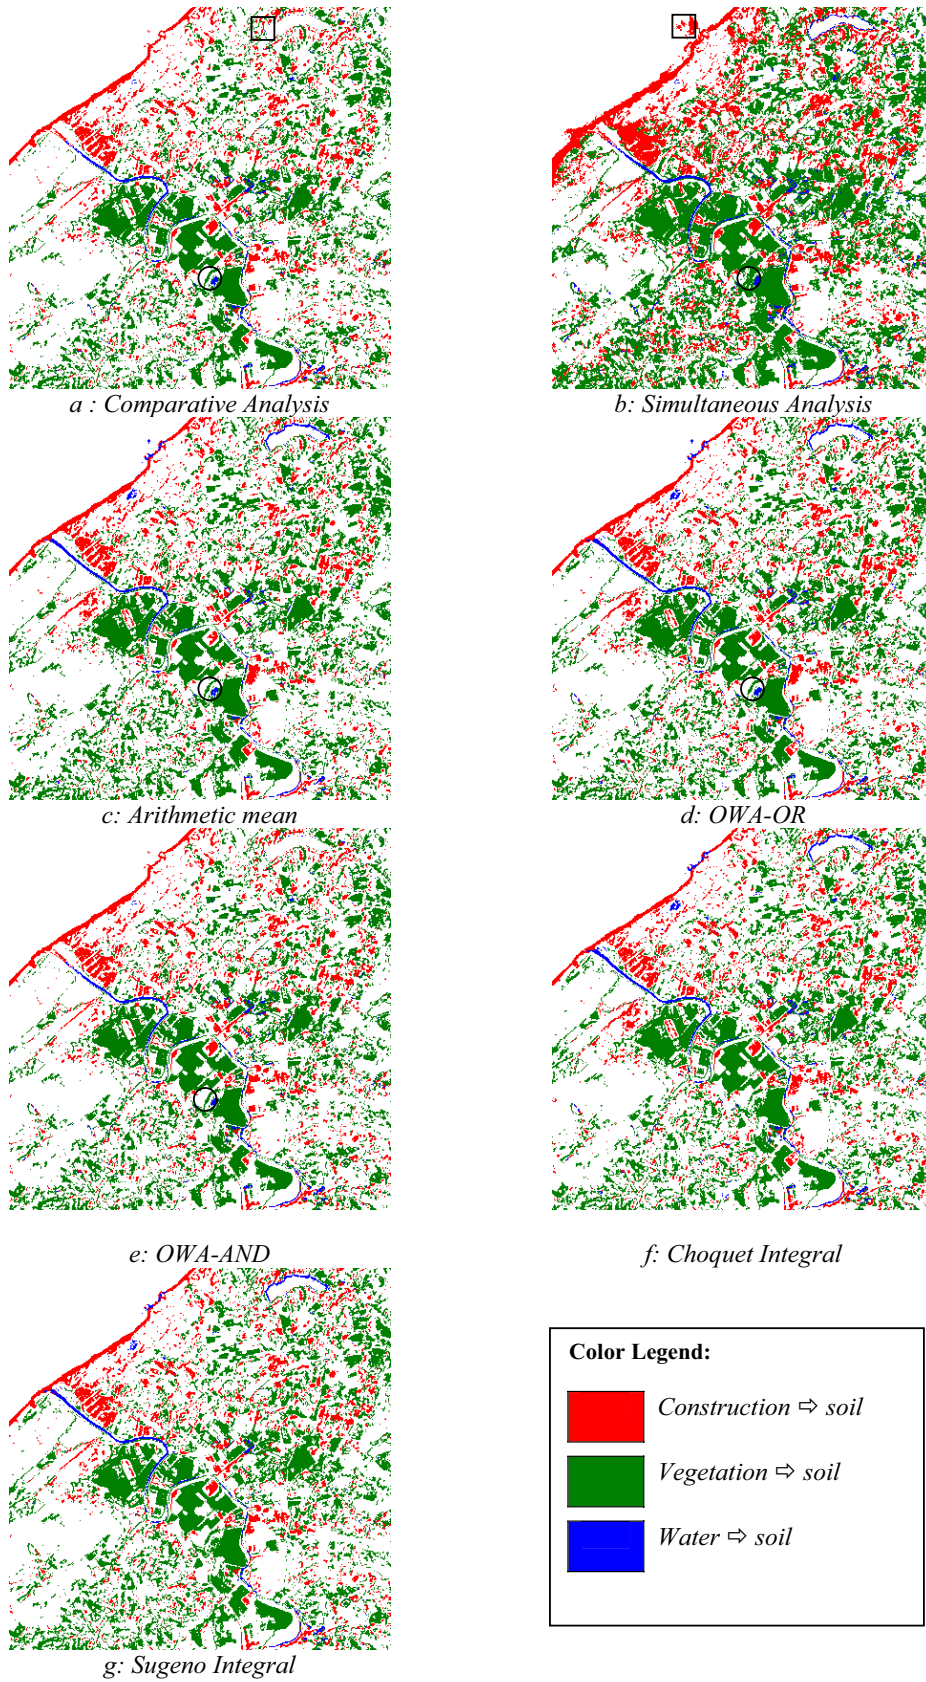 a : Comparative Analysis
b: Simultaneous Analysis
c: Arithmetic mean
d: OWA-OR
e: OWA-AND
f: Choquet Integral
g: Sugeno Integral
Color Legend:
Construction ⇨ soil
Vegetation ⇨ soil
Water ⇨ soil